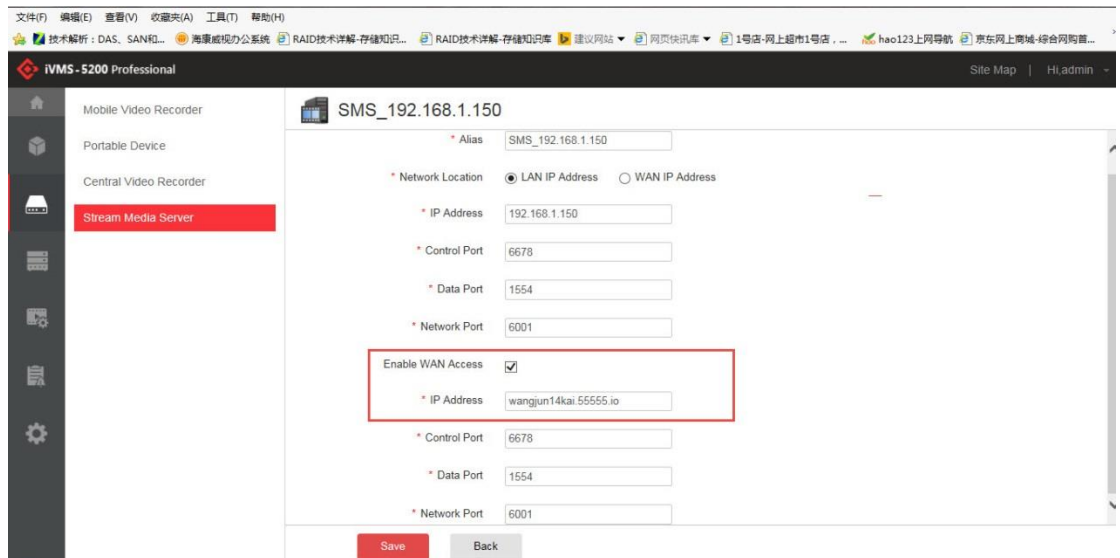 文件(F) 编辑(E) 查看(V) 收藏夹(A) 工具(T) 帮助(H)
技术解析：DAS、SAN和... 海康威视办公系统 RAID技术详解-存储知识... RAID技术详解-存储知识库 建议网站 网页快讯库 1号店-网上超市1号店，... hao123上网导航 京东网上商城-综合网购首...
iVMS-5200 Professional Site Map | Hi,admin
Mobile Video Recorder
Portable Device
Central Video Recorder
Stream Media Server
SMS_192.168.1.150
* Alias SMS_192.168.1.150
* Network Location LAN IP Address WAN IP Address
* IP Address 192.168.1.150
* Control Port 6678
* Data Port 1554
* Network Port 6001
Enable WAN Access
* IP Address wangjun14kai.55555.io
* Control Port 6678
* Data Port 1554
* Network Port 6001
Save Back